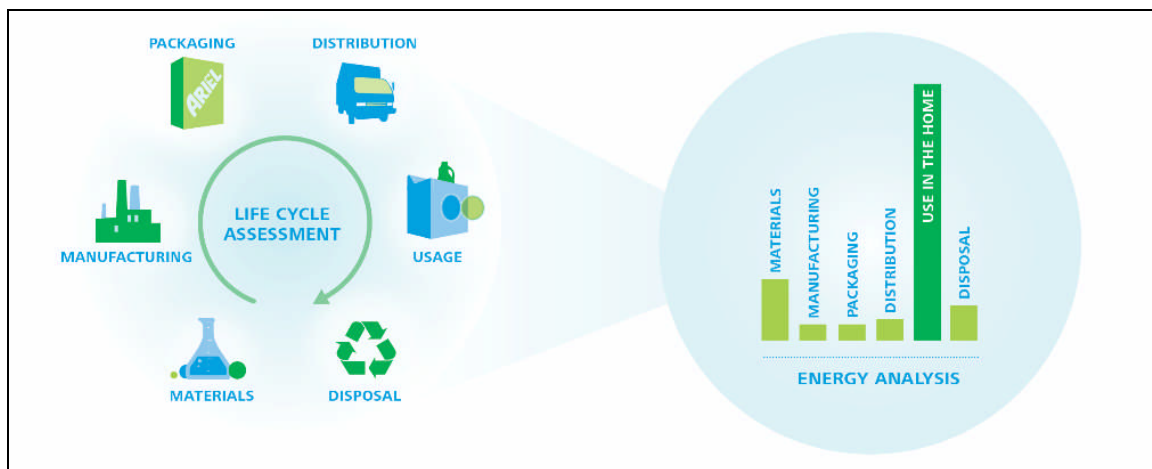 PACKAGING
DISTRIBUTION
ARIEL
MANUFACTURING
LIFE CYCLE
ASSESSMENT
USAGE
MATERIALS
DISPOSAL
MATERIALS
MANUFACTURING
PACKAGING
DISTRIBUTION
USE IN THE HOME
DISPOSAL
ENERGY ANALYSIS